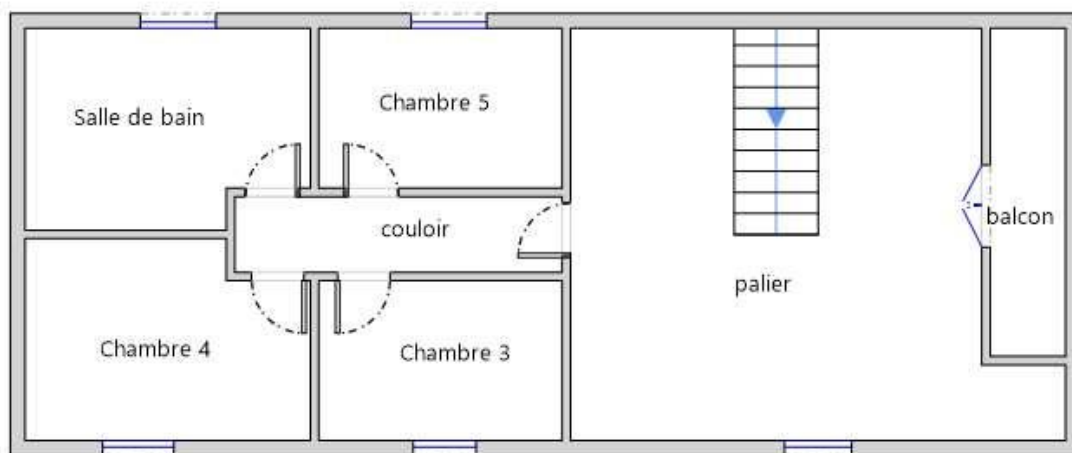 Salle de bain
Chambre 5
couloir
balcon
palier
Chambre 4
Chambre 3